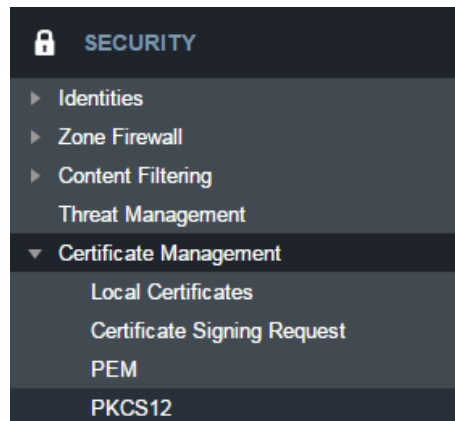 SECURITY
Identities
Zone Firewall
Content Filtering
Threat Management
Certificate Management
Local Certificates
Certificate Signing Request
PEM
PKCS12